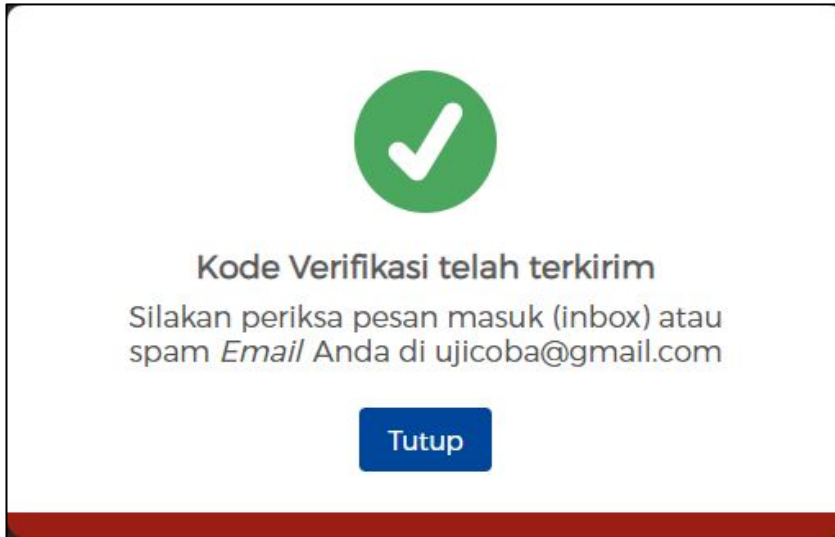 Kode Verifikasi telah terkirim
Silakan periksa pesan masuk (inbox) atau
spam Email Anda di ujicoba@gmail.com
Tutup